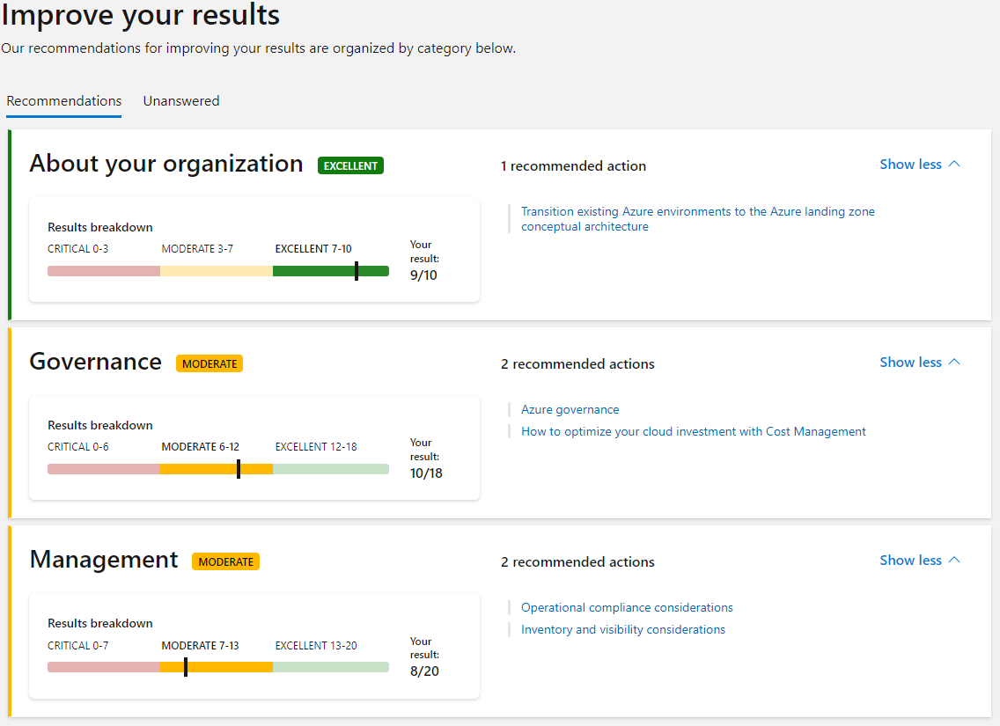 Improve your results
Our recommendations for improving your results are organized by category below.
Recommendations
Unanswered
About your organization
EXCELLENT
1 recommended action
Show less
Results breakdown
CRITICAL 0-3
MODERATE 3-7
EXCELLENT 7-10
Your
result:
9/10
Transition existing Azure environments to the Azure landing zone
conceptual architecture
Governance
MODERATE
2 recommended actions
Show less
Results breakdown
CRITICAL 0-6
MODERATE 6-12
EXCELLENT 12-18
Your
result:
10/18
Azure governance
How to optimize your cloud investment with Cost Management
Management
MODERATE
2 recommended actions
Show less
Results breakdown
CRITICAL 0-7
MODERATE 7-13
EXCELLENT 13-20
Your
result:
8/20
Operational compliance considerations
Inventory and visibility considerations